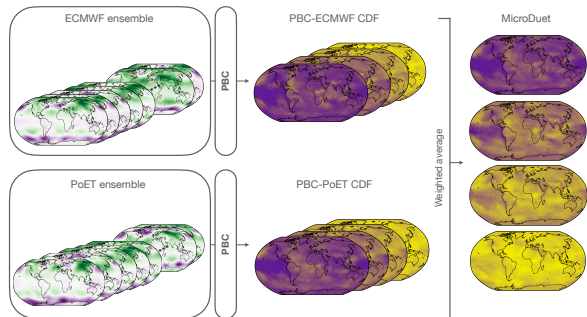 ECMWF ensemble
PBC
PBC-ECMWF CDF
MicroDuet
Weighted average
PoET ensemble
PBC
PBC-PoET CDF